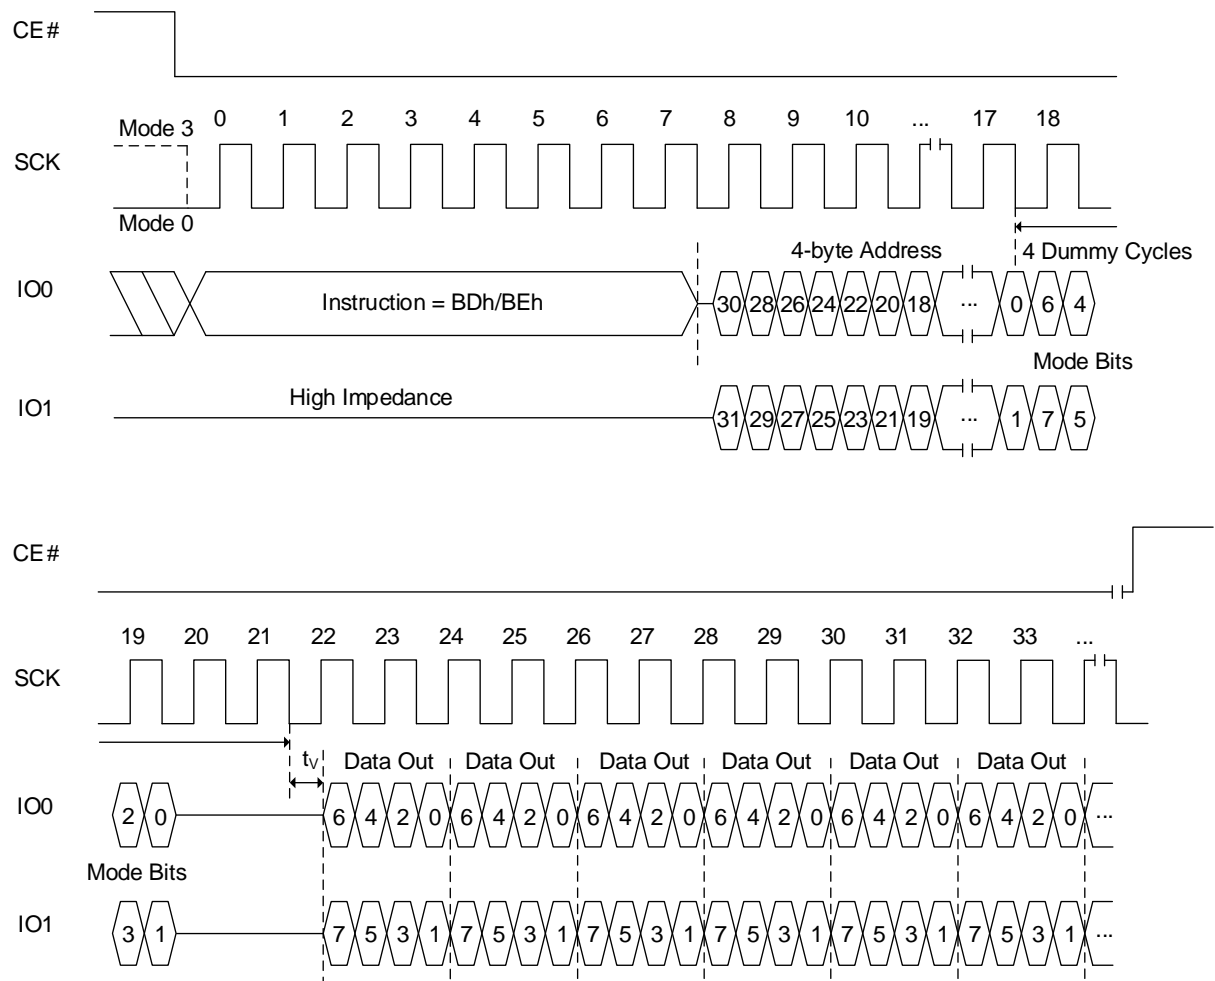 CE#
Mode 3 0 1 2 3 4 5 6 7 8 9 10 ... 17 18
SCK
Mode 0
4-byte Address 4 Dummy Cycles
IO0 Instruction = BDh/BEh 30 28 26 24 22 20 18 ... 0 6 4
Mode Bits
IO1 High Impedance 31 29 27 25 23 21 19 ... 1 7 5
CE#
19 20 21 22 23 24 25 26 27 28 29 30 31 32 33 ...
SCK
tV Data Out Data Out Data Out Data Out Data Out Data Out
IO0 2 0 6 4 2 0 6 4 2 0 6 4 2 0 6 4 2 0 6 4 2 0 6 4 2 0 ...
Mode Bits
IO1 3 1 7 5 3 1 7 5 3 1 7 5 3 1 7 5 3 1 7 5 3 1 7 5 3 1 ...